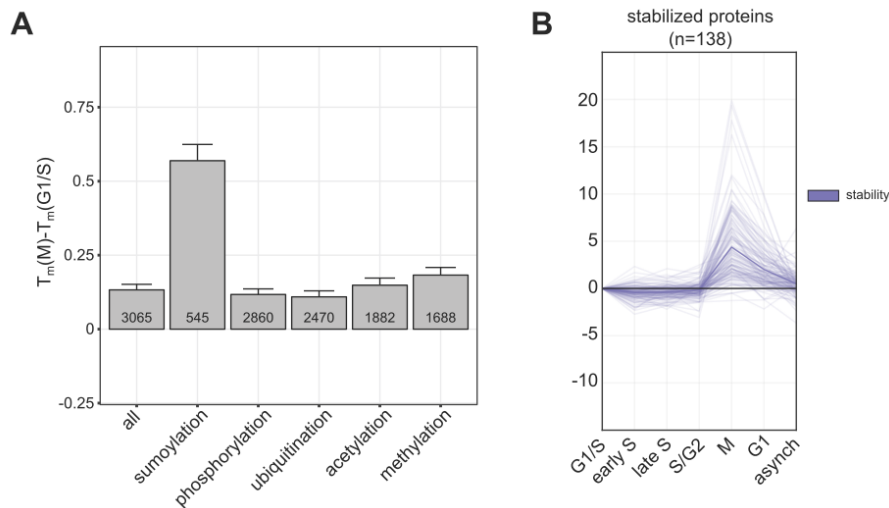 A
T_m(M)-T_m(G1/S)
0.75
0.5
0.25
0
-0.25
3065
545
2860
2470
1882
1688
all
sumoylation
phosphorylation
ubiquitination
acetylation
methylation
B
stabilized proteins
(n=138)
20
15
10
5
0
-5
-10
G1/S
early S
late S
S/G2
M
G1
asynch
stability